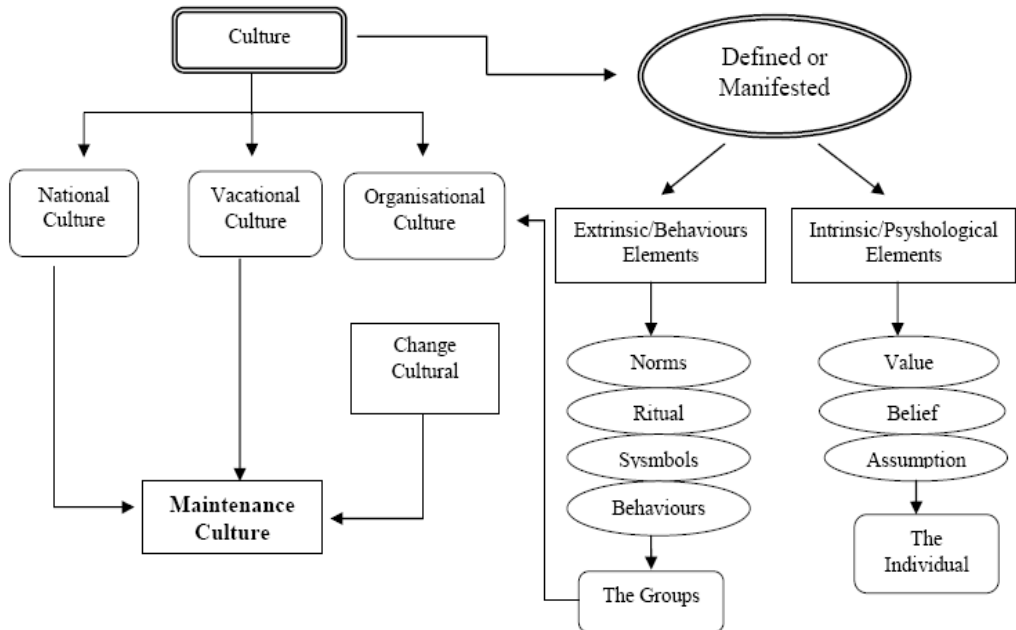 Culture
Defined or
Manifested
National
Culture
Vacational
Culture
Organisational
Culture
Extrinsic/Behaviours
Elements
Intrinsic/Psyshological
Elements
Change
Cultural
Norms
Ritual
Sysmbols
Behaviours
Value
Belief
Assumption
Maintenance
Culture
The Groups
The
Individual